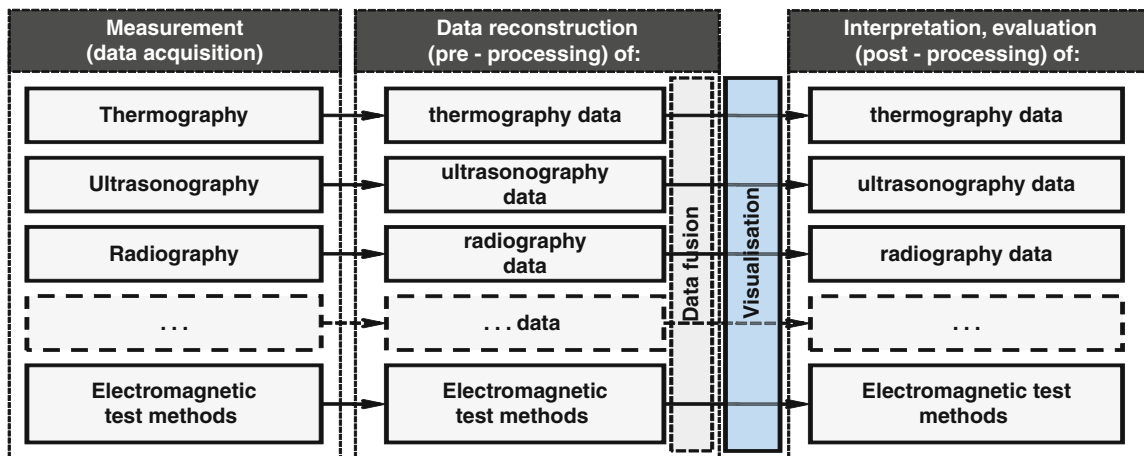 Measurement
(data acquisition)
Data reconstruction
(pre - processing) of:
Interpretation, evaluation
(post - processing) of:
Thermography
thermography data
thermography data
Ultrasonography
ultrasonography
data
ultrasonography data
Radiography
radiography
data
radiography data
. . .
. . . data
. . .
Electromagnetic
test methods
Electromagnetic
test methods
Electromagnetic test
methods
Data fusion
Visualisation